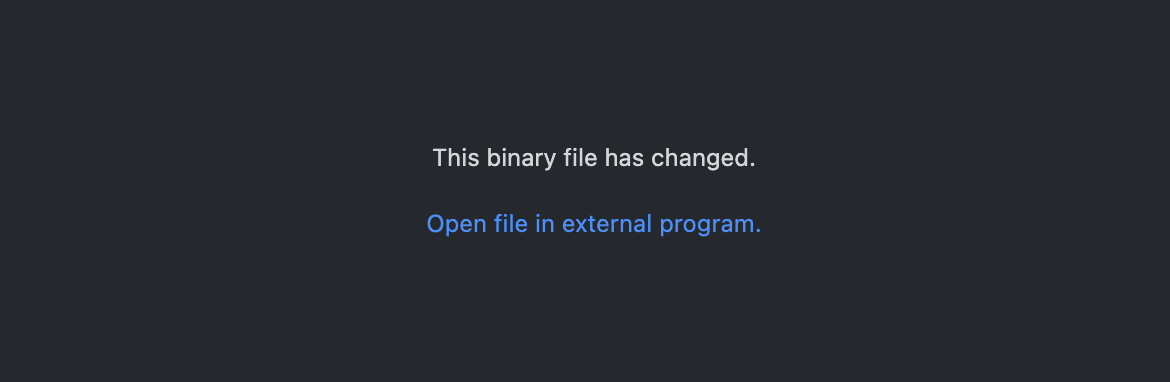 This binary file has changed.
Open file in external program.